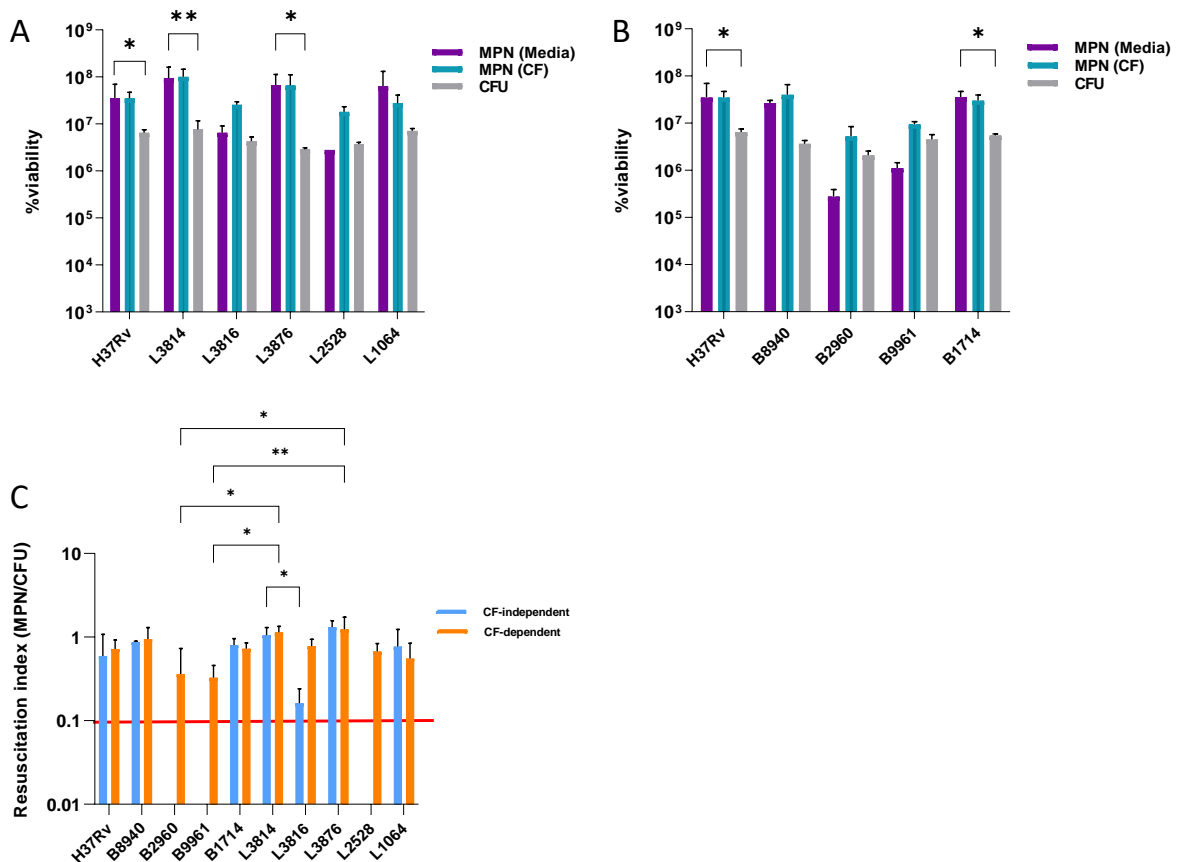 A
%viability
10⁹
10⁸
10⁷
10⁶
10⁵
10⁴
10³
*
**
*
MPN (Media)
MPN (CF)
CFU
H37Rv
L3814
L3816
L3876
L2528
L1064
B
%viability
10⁹
10⁸
10⁷
10⁶
10⁵
10⁴
10³
*
*
MPN (Media)
MPN (CF)
CFU
H37Rv
B8940
B2960
B9961
B1714
C
Resuscitation index (MPN/CFU)
10
1
0.1
0.01
*
**
*
*
*
CF-independent
CF-dependent
H37Rv
B8940
B2960
B9961
B1714
L3814
L3816
L3876
L2528
L1064